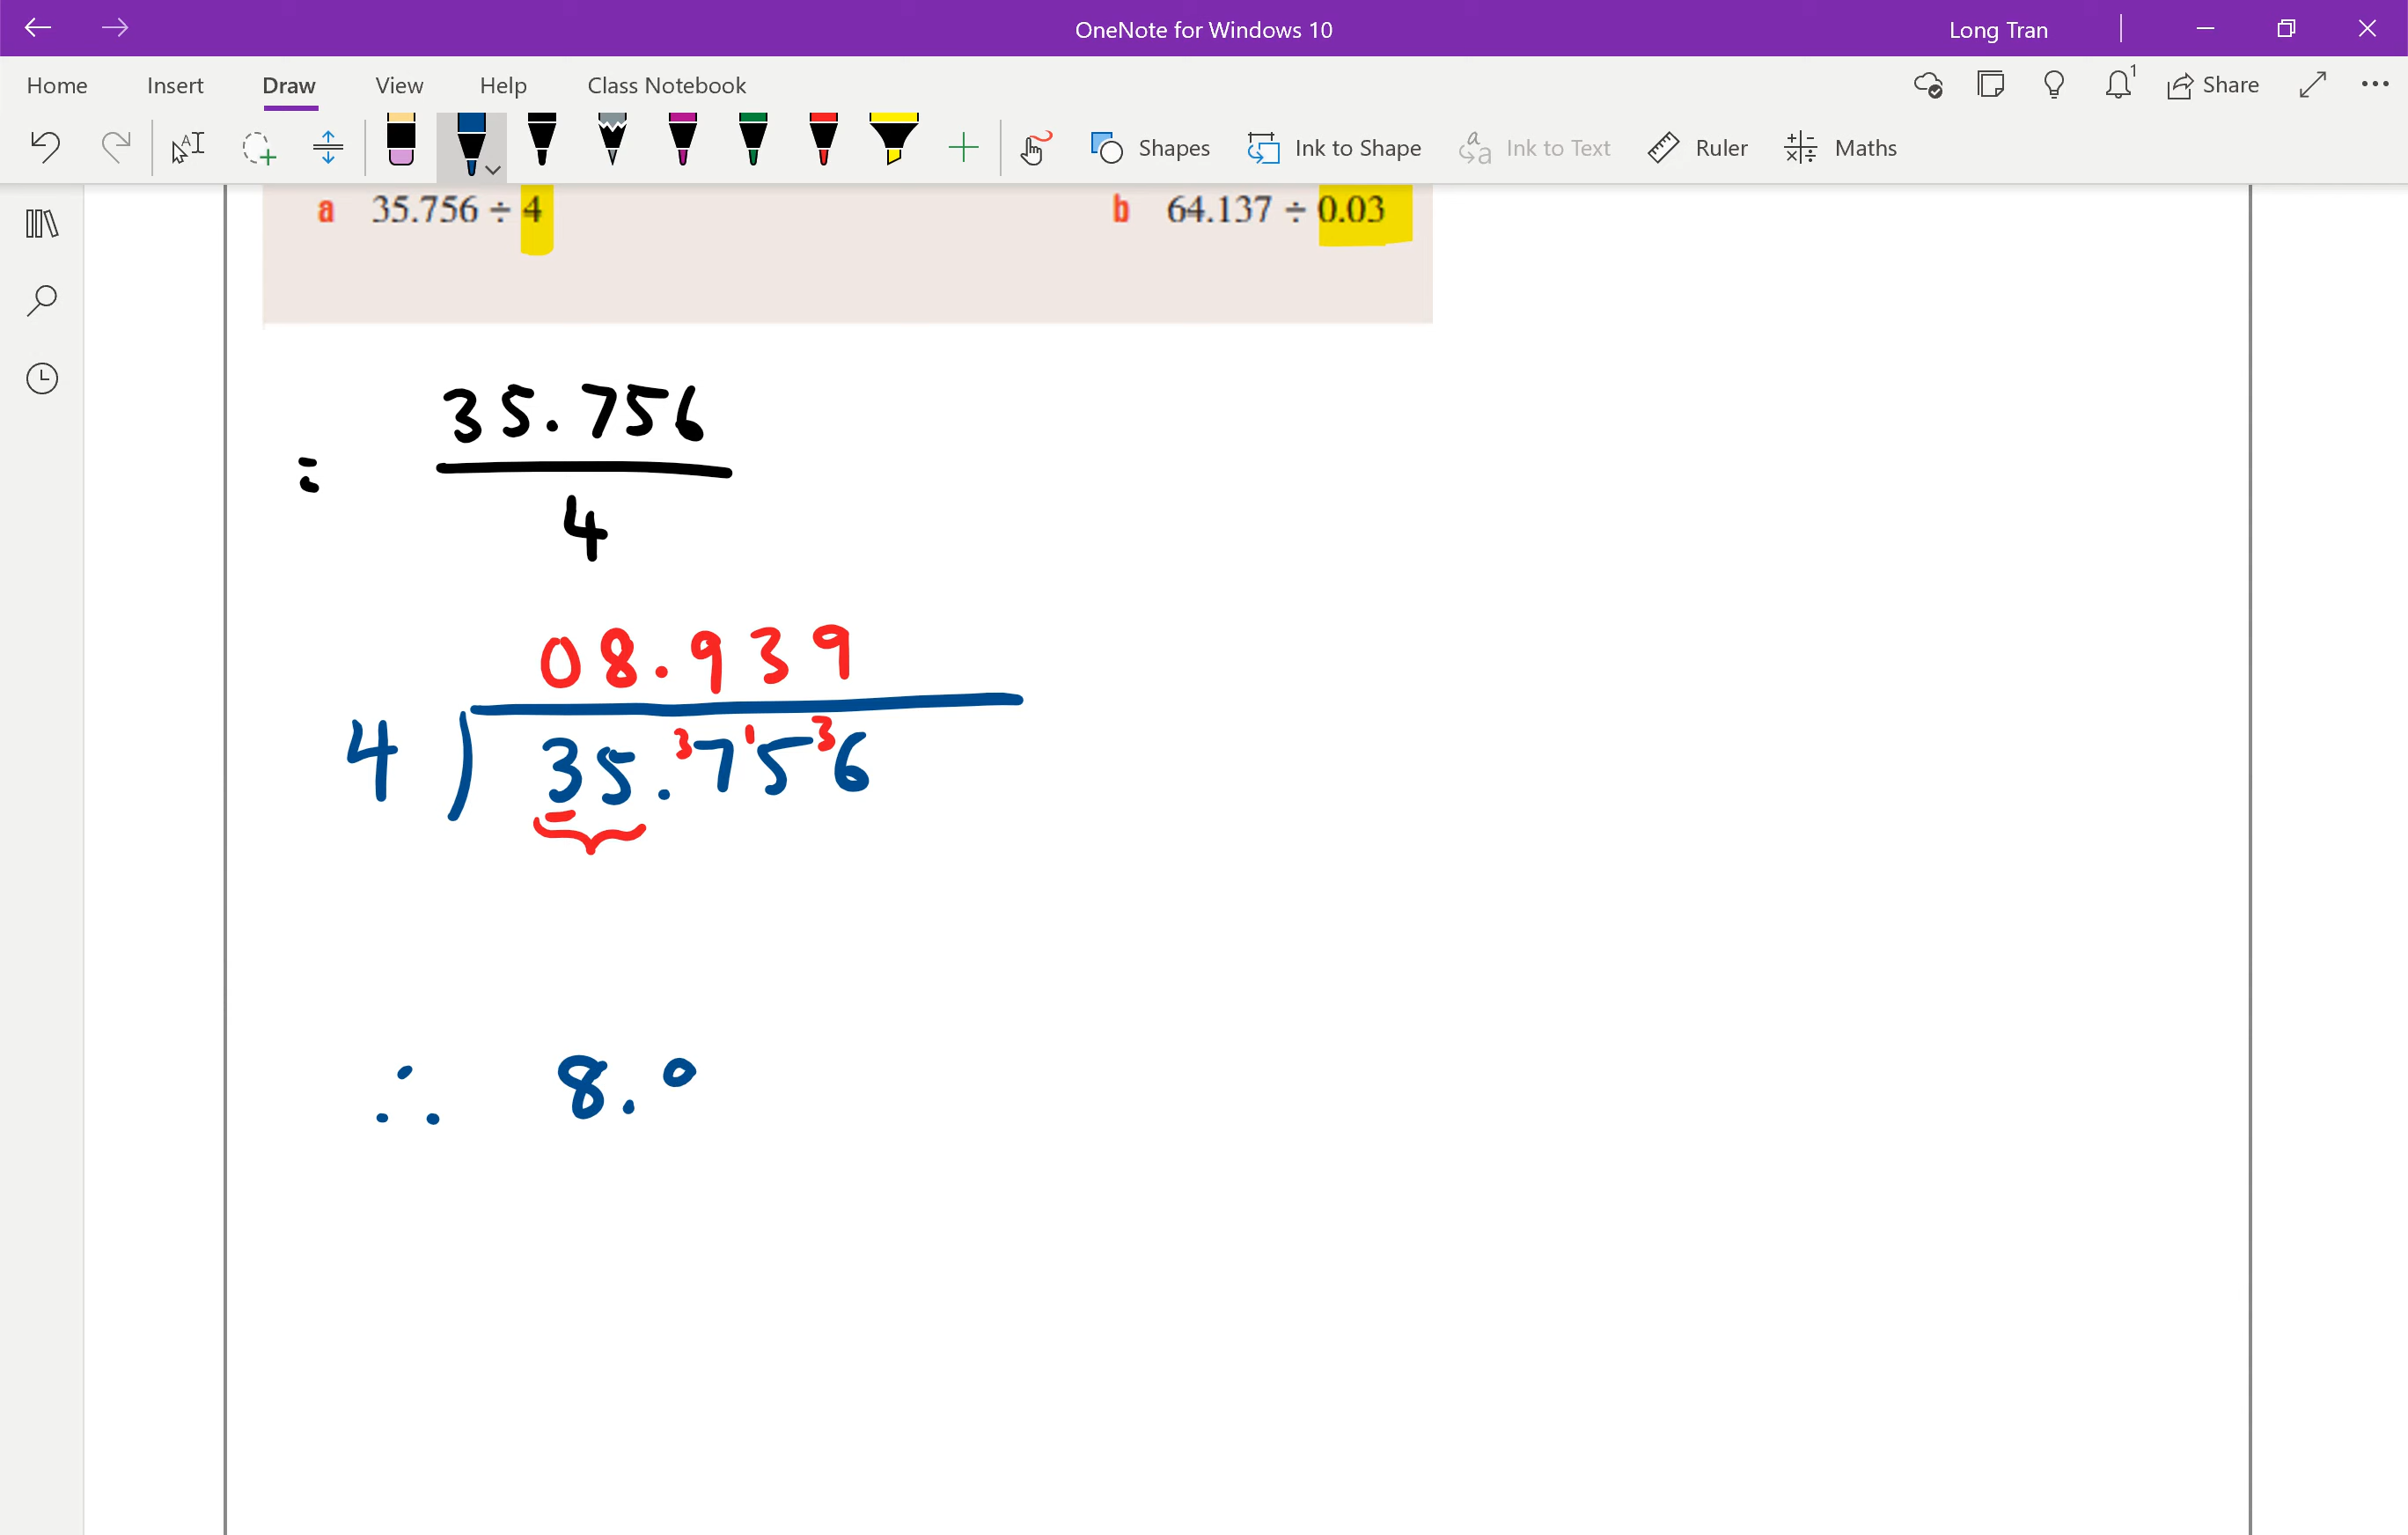 OneNote for Windows 10
Long Tran
Home Insert Draw View Help Class Notebook
1 Share
Shapes Ink to Shape Ink to Text Ruler Maths
a 35.756 ÷ 4 b 64.137 ÷ 0.03
35.756
=
4
08.939
4 ) 35.³7¹5³6
∴ 8.